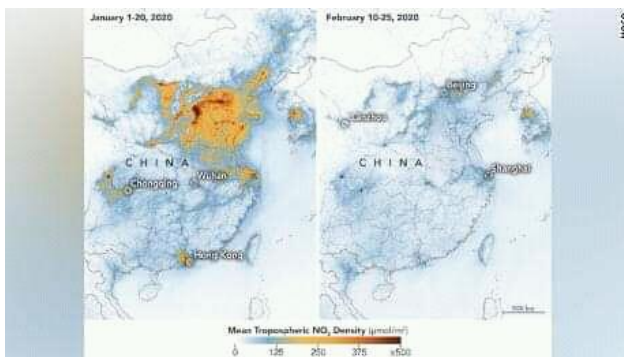 January 1-20, 2020
February 10-25, 2020
Beijing
Lanzhou
CHINA
CHINA
Chongqing
Wuhan
Shanghai
Hong Kong
Mean Tropospheric NO₂ Density (μmol/m²)
0 125 250 375 ≥500